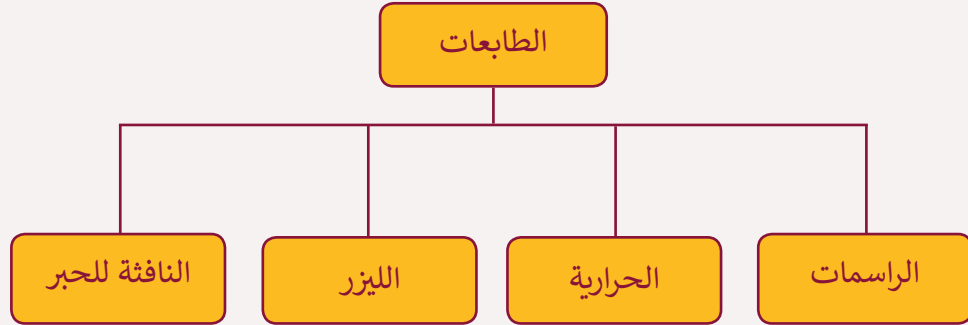 الطابعات
الراسمات
الحرارية
الليزر
النافثة للحبر